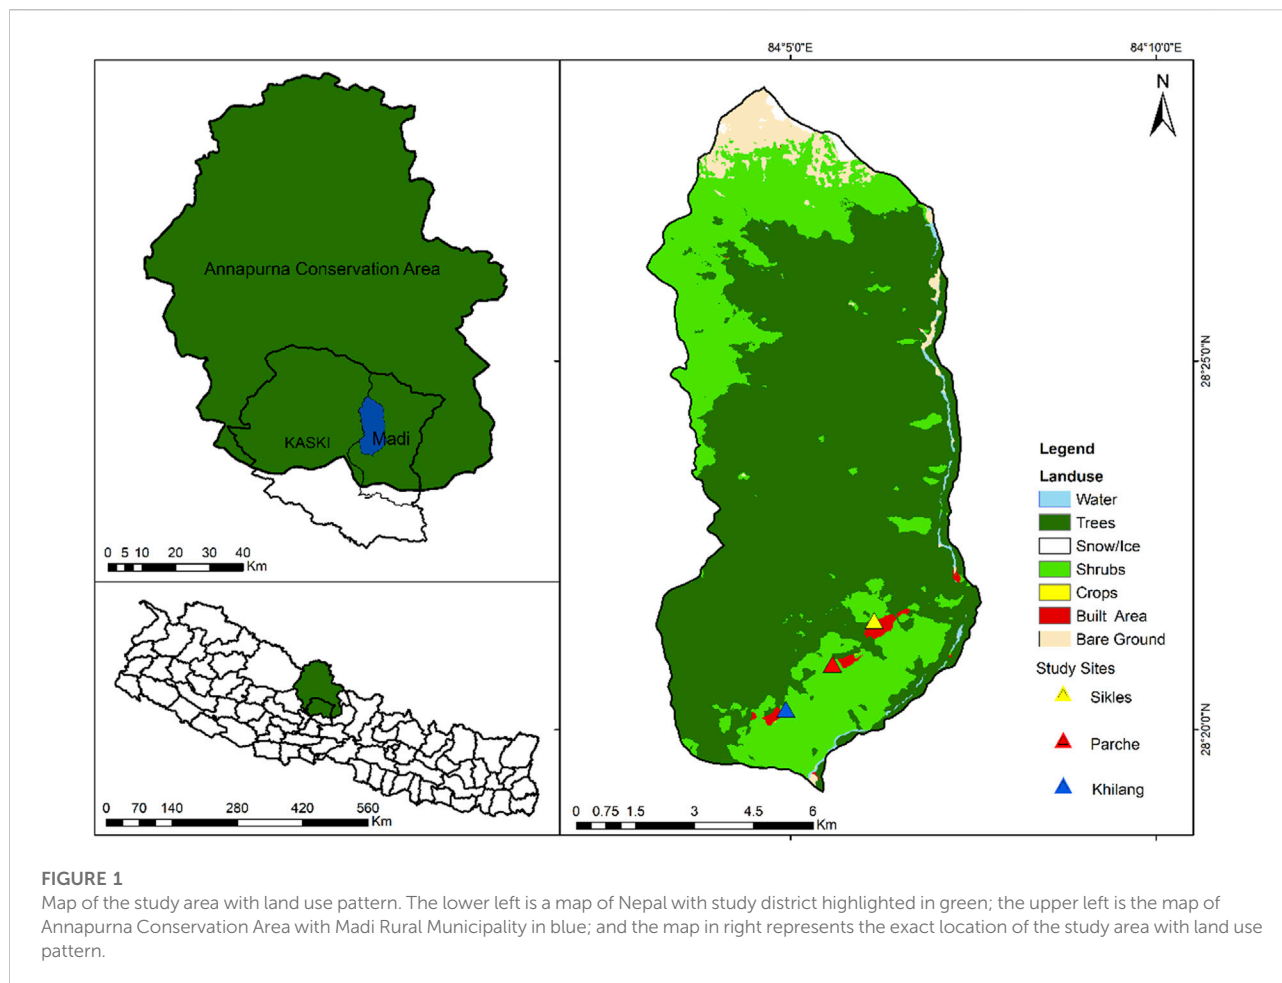 84°5'0"E
84°10'0"E
N
Annapurna Conservation Area
KASKI
Madi
0 5 10 20 30 40
Km
28°25'0"N
28°20'0"N
Legend
Landuse
Water
Trees
Snow/Ice
Shrubs
Crops
Built Area
Bare Ground
Study Sites
Sikles
Parche
Khilang
0 70 140 280 420 560
Km
0 0.75 1.5 3 4.5 6
Km
FIGURE 1
Map of the study area with land use pattern. The lower left is a map of Nepal with study district highlighted in green; the upper left is the map of
Annapurna Conservation Area with Madi Rural Municipality in blue; and the map in right represents the exact location of the study area with land use
pattern.